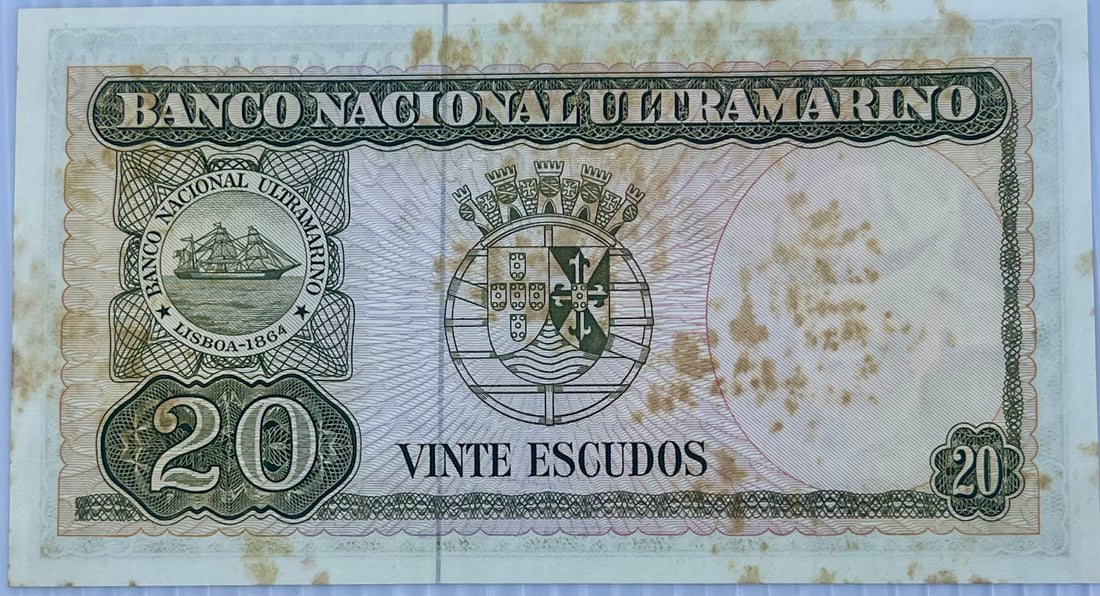 BANCO NACIONAL ULTRAMARINO
BANCO NACIONAL ULTRAMARINO
★ LISBOA-1864 ★
20
VINTE ESCUDOS
20